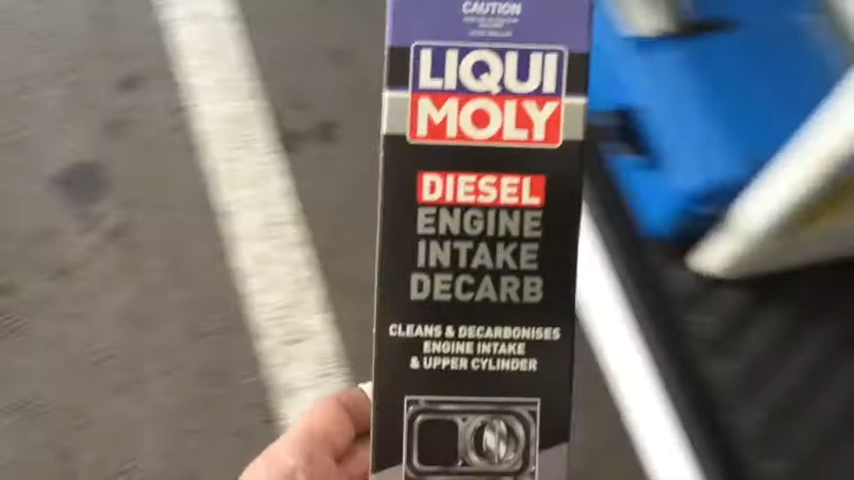 CAUTION
LIQUI
MOLY
DIESEL
ENGINE
INTAKE
DECARB
CLEANS & DECARBONISES
ENGINE INTAKE
& UPPER CYLINDER